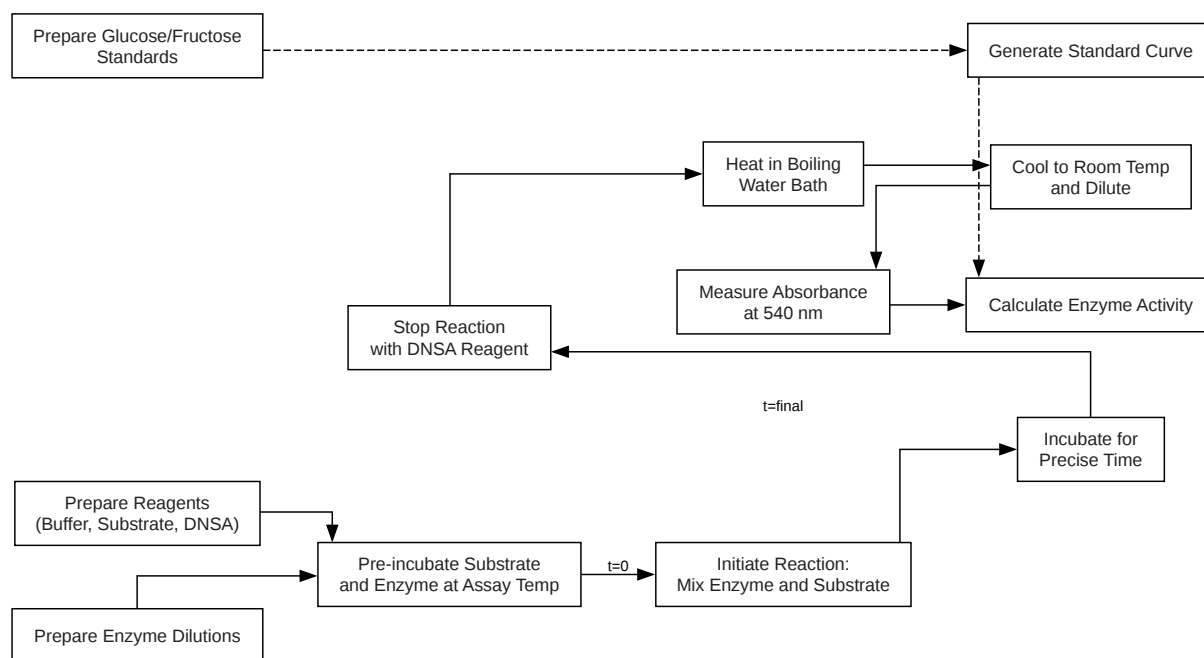 Prepare Glucose/Fructose
Standards
Generate Standard Curve
Heat in Boiling
Water Bath
Cool to Room Temp
and Dilute
Measure Absorbance
at 540 nm
Calculate Enzyme Activity
Stop Reaction
with DNSA Reagent
t=final
Incubate for
Precise Time
Prepare Reagents
(Buffer, Substrate, DNSA)
Pre-incubate Substrate
and Enzyme at Assay Temp
t=0
Initiate Reaction:
Mix Enzyme and Substrate
Prepare Enzyme Dilutions